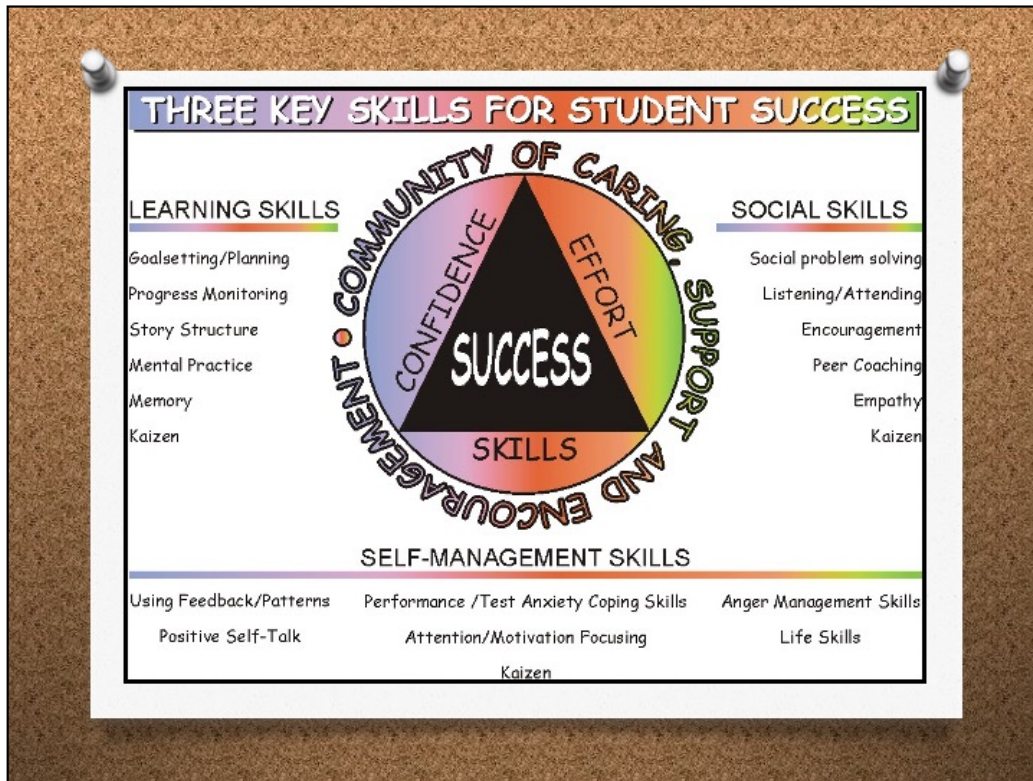 THREE KEY SKILLS FOR STUDENT SUCCESS
COMMUNITY OF CARING, SUPPORT AND ENCOURAGEMENT •
LEARNING SKILLS
Goalsetting/Planning
Progress Monitoring
Story Structure
Mental Practice
Memory
Kaizen
CONFIDENCE
EFFORT
SUCCESS
SKILLS
SOCIAL SKILLS
Social problem solving
Listening/Attending
Encouragement
Peer Coaching
Empathy
Kaizen
SELF-MANAGEMENT SKILLS
Using Feedback/Patterns
Performance /Test Anxiety Coping Skills
Anger Management Skills
Positive Self-Talk
Attention/Motivation Focusing
Life Skills
Kaizen